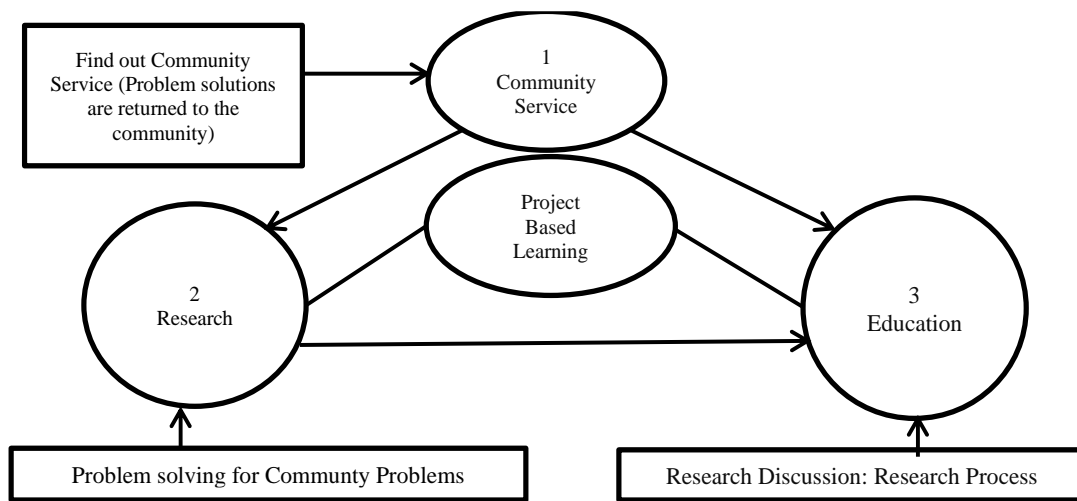 Find out Community
Service (Problem solutions
are returned to the
community)
1
Community
Service
Project
Based
Learning
2
Research
3
Education
Problem solving for Communty Problems
Research Discussion: Research Process